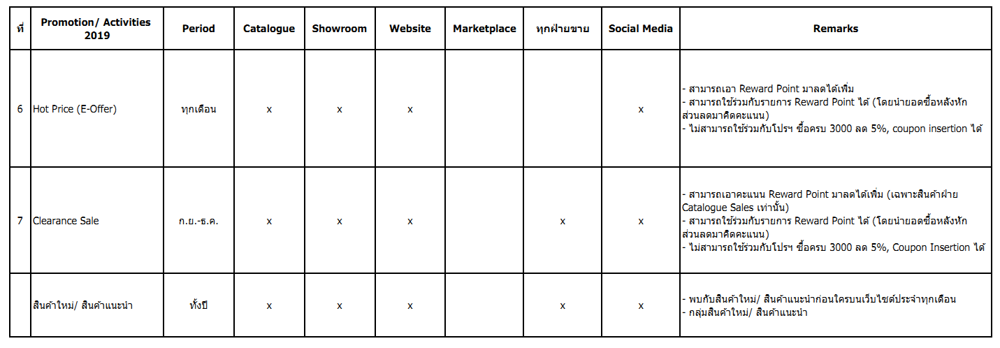 ที่ Promotion/ Activities 2019 Period Catalogue Showroom Website Marketplace ทุกฝ่ายขาย Social Media Remarks
6 Hot Price (E-Offer) ทุกเดือน x x x x
- สามารถเอา Reward Point มาลดได้เพิ่ม
- สามารถใช้ร่วมกับรายการ Reward Point ได้ (โดยนำยอดซื้อหลังหัก
ส่วนลดมาคิดคะแนน)
- ไม่สามารถใช้ร่วมกับโปรฯ ซื้อครบ 3000 ลด 5%, coupon insertion ได้
7 Clearance Sale ก.ย.-ธ.ค. x x x x x
- สามารถเอาคะแนน Reward Point มาลดได้เพิ่ม (เฉพาะสินค้าฝ่าย
Catalogue Sales เท่านั้น)
- สามารถใช้ร่วมกับรายการ Reward Point ได้ (โดยนำยอดซื้อหลังหัก
ส่วนลดมาคิดคะแนน)
- ไม่สามารถใช้ร่วมกับโปรฯ ซื้อครบ 3000 ลด 5%, Coupon Insertion ได้
สินค้าใหม่/ สินค้าแนะนำ ทั้งปี x x x x x
- พบกับสินค้าใหม่/ สินค้าแนะนำก่อนใครบนเว็บไซต์ประจำทุกเดือน
- กลุ่มสินค้าใหม่/ สินค้าแนะนำ